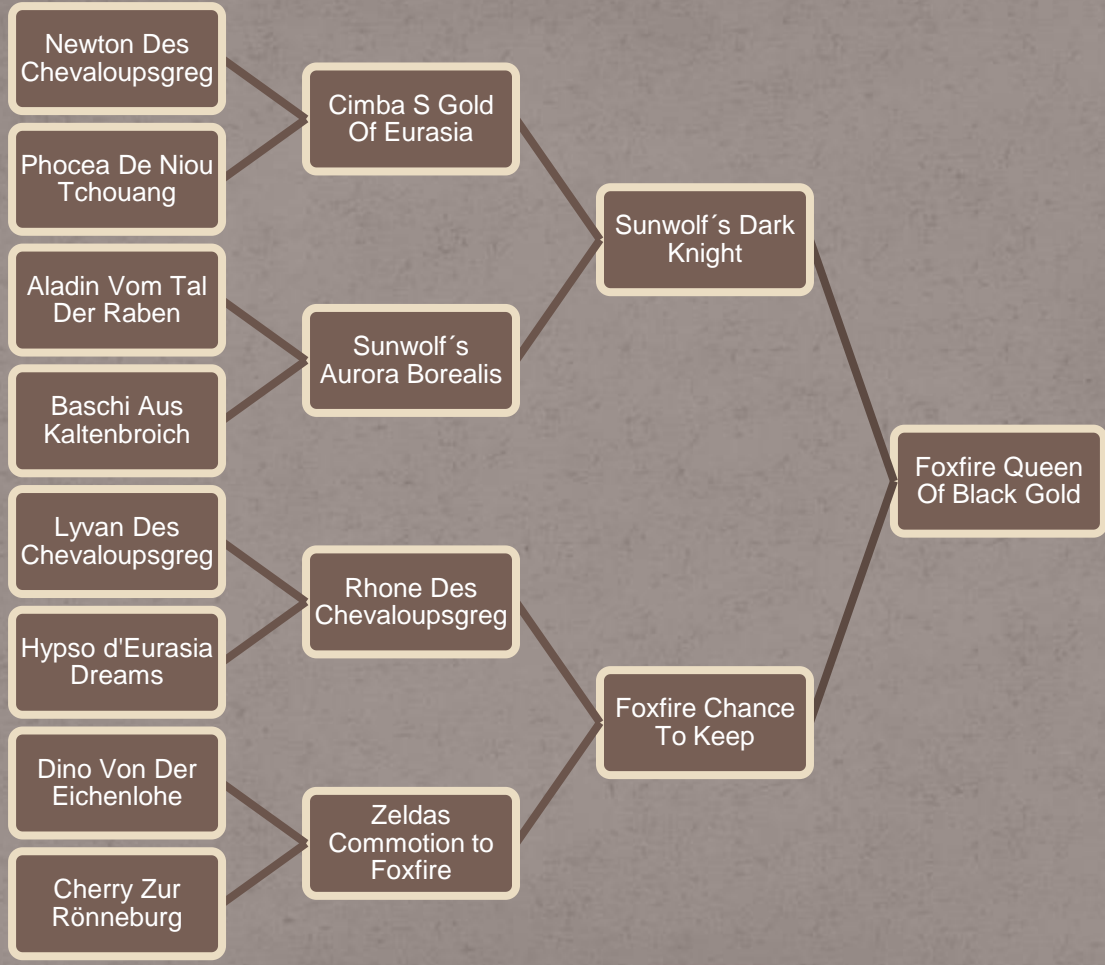 Newton Des
Chevaloupsgreg
Phocea De Niou
Tchouang
Aladin Vom Tal
Der Raben
Baschi Aus
Kaltenbroich
Lyvan Des
Chevaloupsgreg
Hypso d'Eurasia
Dreams
Dino Von Der
Eichenlohe
Cherry Zur
Rönneburg
Cimba S Gold
Of Eurasia
Sunwolf´s
Aurora Borealis
Rhone Des
Chevaloupsgreg
Zeldas
Commotion to
Foxfire
Sunwolf´s Dark
Knight
Foxfire Chance
To Keep
Foxfire Queen
Of Black Gold